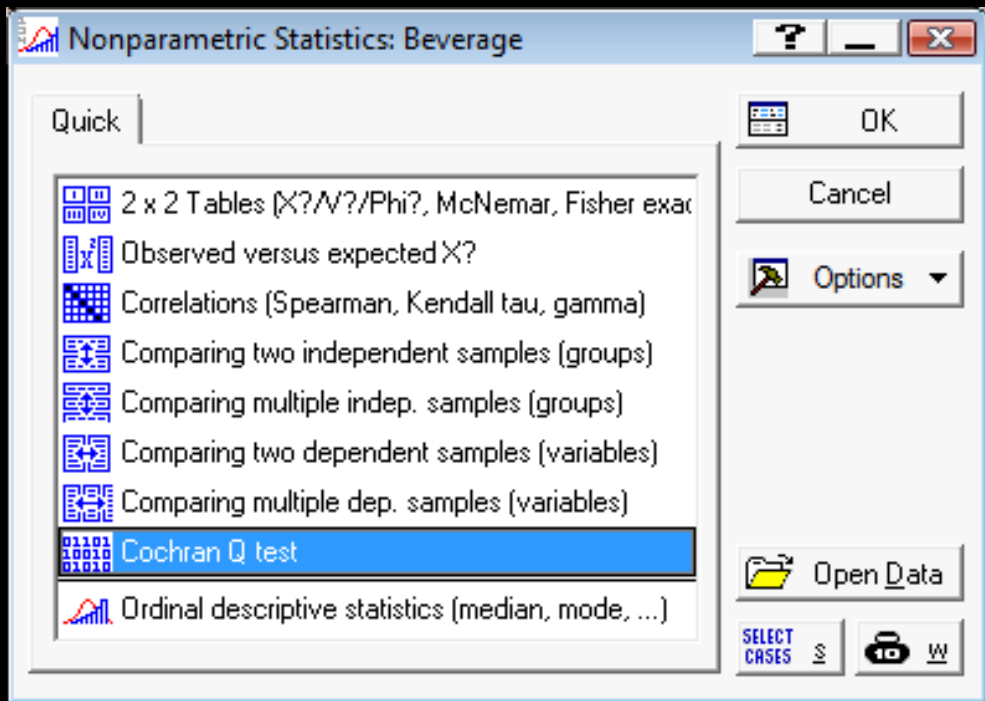 Nonparametric Statistics: Beverage
Quick
2 x 2 Tables (X?/V?/Phi?, McNemar, Fisher exac
Observed versus expected X?
Correlations (Spearman, Kendall tau, gamma)
Comparing two independent samples (groups)
Comparing multiple indep. samples (groups)
Comparing two dependent samples (variables)
Comparing multiple dep. samples (variables)
Cochran Q test
Ordinal descriptive statistics (median, mode, ...)
OK
Cancel
Options
Open Data
SELECT
CASES S
10 W